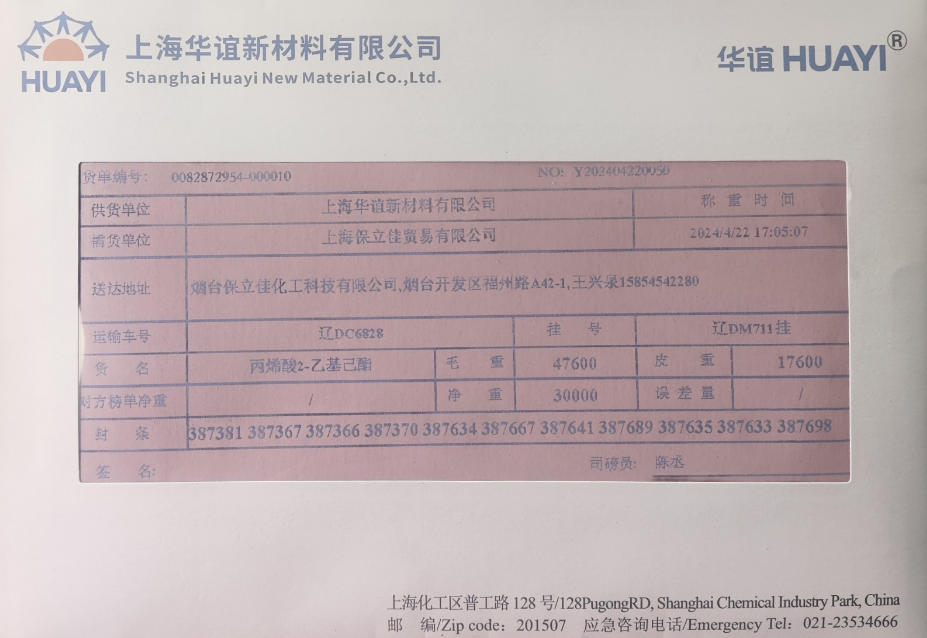 HUAYI
上海华谊新材料有限公司
Shanghai Huayi New Material Co.,Ltd.
华谊 HUAYI®
货单编号: 0082872954-000010 NO: Y202404220050
供货单位 上海华谊新材料有限公司 称重时间
需货单位 上海保立佳贸易有限公司 2024/4/22 17:05:07
送达地址 烟台保立佳化工科技有限公司,烟台开发区福州路A42-1,王兴泉15854542280
运输车号 辽DC6828 挂号 辽DM711挂
货名 丙烯酸2-乙基己酯 毛重 47600 皮重 17600
对方榜单净重 / 净重 30000 误差量 /
封条 387381 387367 387366 387370 387634 387667 387641 387689 387635 387633 387698
签名: 司磅员: 陈丞
上海化工区普工路 128 号/128PugongRD, Shanghai Chemical Industry Park, China
邮 编/Zip code: 201507 应急咨询电话/Emergency Tel: 021-23534666